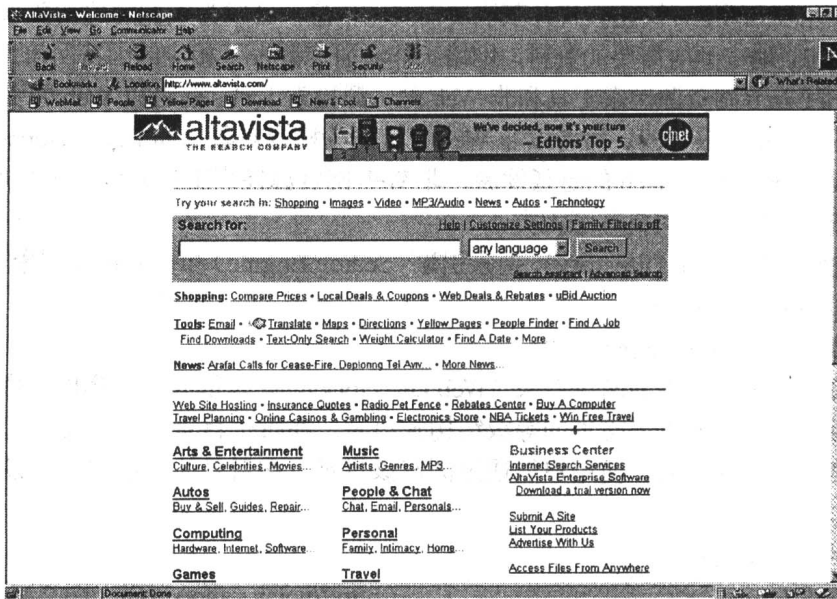 AltaVista - Welcome - Netscape
File Edit View Go Communicator Help
Back Reload Home Search Netscape Print Security
Bookmarks Location http://www.altavista.com/ What's Related
WebMail People Yellow Pages Download New & Cool Channels
altavista
THE SEARCH COMPANY
We've decided, now it's your turn
– Editors' Top 5
c|net
Try your search in: Shopping • Images • Video • MP3/Audio • News • Autos • Technology
Search for: Help | Customize Settings | Family Filter is off
any language Search
Search Assistant | Advanced Search
Shopping: Compare Prices • Local Deals & Coupons • Web Deals & Rebates • uBid Auction
Tools: Email • Translate • Maps • Directions • Yellow Pages • People Finder • Find A Job
Find Downloads • Text-Only Search • Weight Calculator • Find A Date • More
News: Arafat Calls for Cease-Fire, Deploring Tel Aviv... • More News...
Web Site Hosting • Insurance Quotes • Radio Pet Fence • Rebates Center • Buy A Computer
Travel Planning • Online Casinos & Gambling • Electronics Store • NBA Tickets • Win Free Travel
Arts & Entertainment
Culture, Celebrities, Movies...
Autos
Buy & Sell, Guides, Repair...
Computing
Hardware, Internet, Software...
Games
Music
Artists, Genres, MP3...
People & Chat
Chat, Email, Personals...
Personal
Family, Intimacy, Home...
Travel
Business Center
Internet Search Services
AltaVista Enterprise Software
Download a trial version now
Submit A Site
List Your Products
Advertise With Us
Access Files From Anywhere
Document: Done